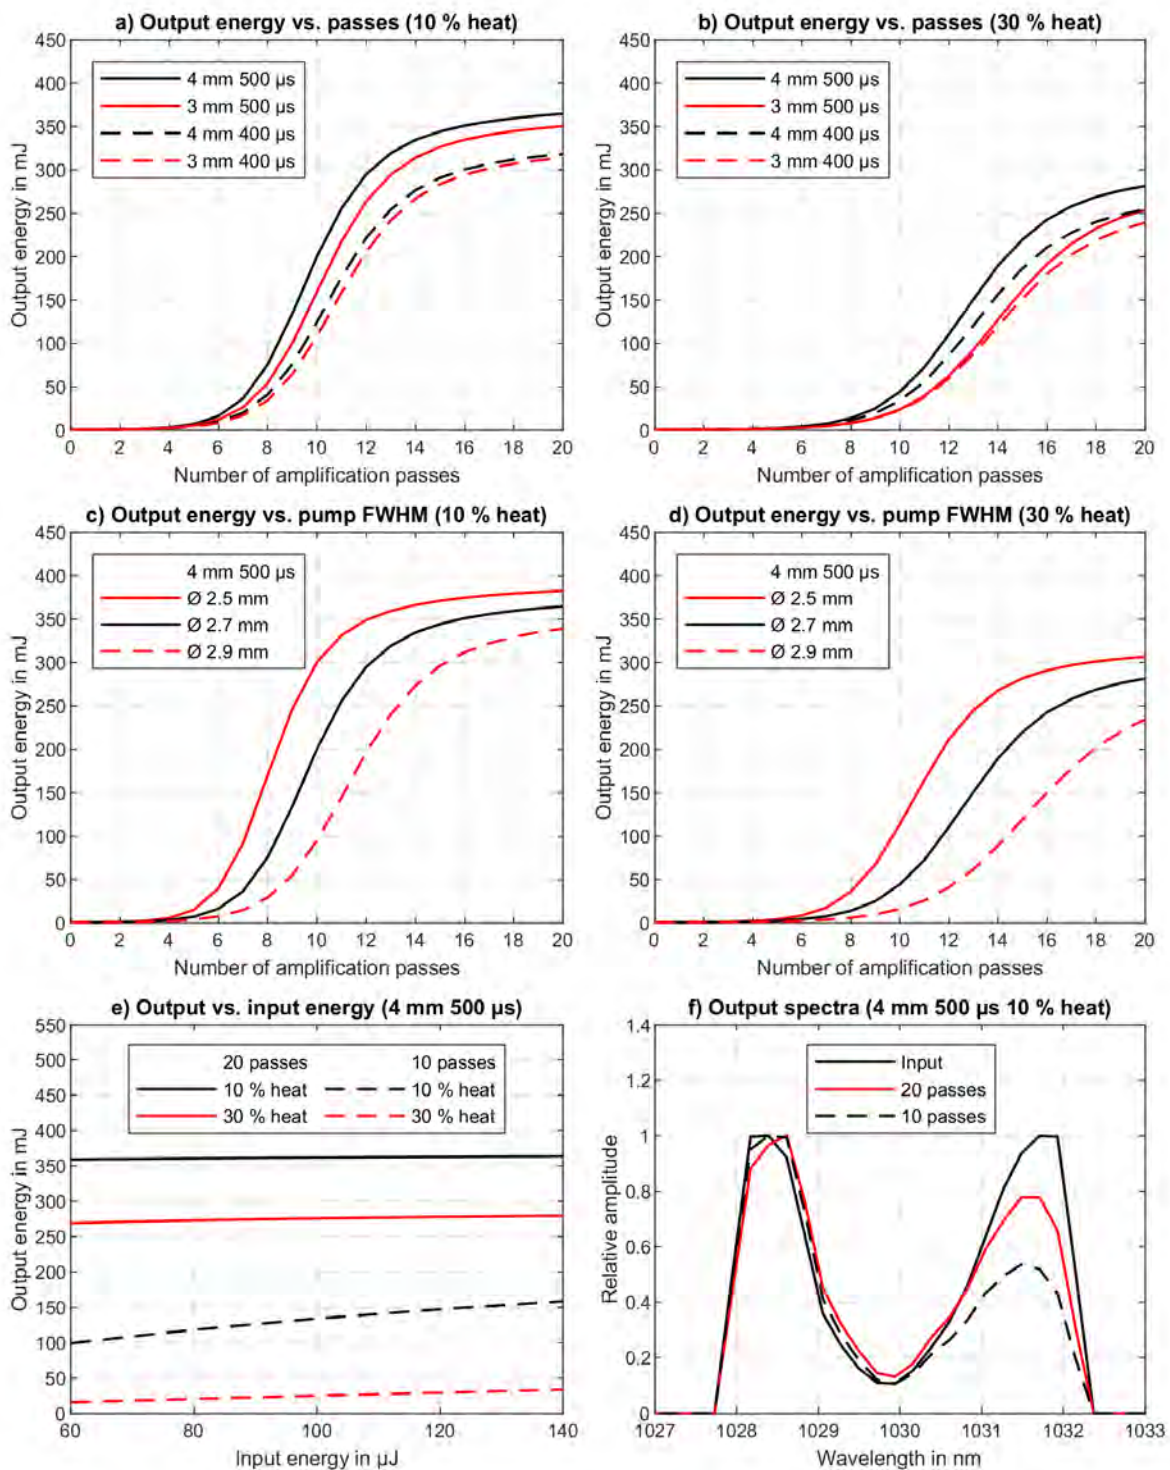 a) Output energy vs. passes (10 % heat)
450
400
350
300
250
200
150
100
50
0
Output energy in mJ
4 mm 500 µs
3 mm 500 µs
4 mm 400 µs
3 mm 400 µs
0 2 4 6 8 10 12 14 16 18 20
Number of amplification passes
b) Output energy vs. passes (30 % heat)
450
400
350
300
250
200
150
100
50
0
Output energy in mJ
4 mm 500 µs
3 mm 500 µs
4 mm 400 µs
3 mm 400 µs
0 2 4 6 8 10 12 14 16 18 20
Number of amplification passes
c) Output energy vs. pump FWHM (10 % heat)
450
400
350
300
250
200
150
100
50
0
Output energy in mJ
4 mm 500 µs
Ø 2.5 mm
Ø 2.7 mm
Ø 2.9 mm
0 2 4 6 8 10 12 14 16 18 20
Number of amplification passes
d) Output energy vs. pump FWHM (30 % heat)
450
400
350
300
250
200
150
100
50
0
Output energy in mJ
4 mm 500 µs
Ø 2.5 mm
Ø 2.7 mm
Ø 2.9 mm
0 2 4 6 8 10 12 14 16 18 20
Number of amplification passes
e) Output vs. input energy (4 mm 500 µs)
550
500
450
400
350
300
250
200
150
100
50
0
Output energy in mJ
20 passes 10 passes
10 % heat 10 % heat
30 % heat 30 % heat
60 80 100 120 140
Input energy in µJ
f) Output spectra (4 mm 500 µs 10 % heat)
1.4
1.2
1
0.8
0.6
0.4
0.2
0
Relative amplitude
Input
20 passes
10 passes
1027 1028 1029 1030 1031 1032 1033
Wavelength in nm